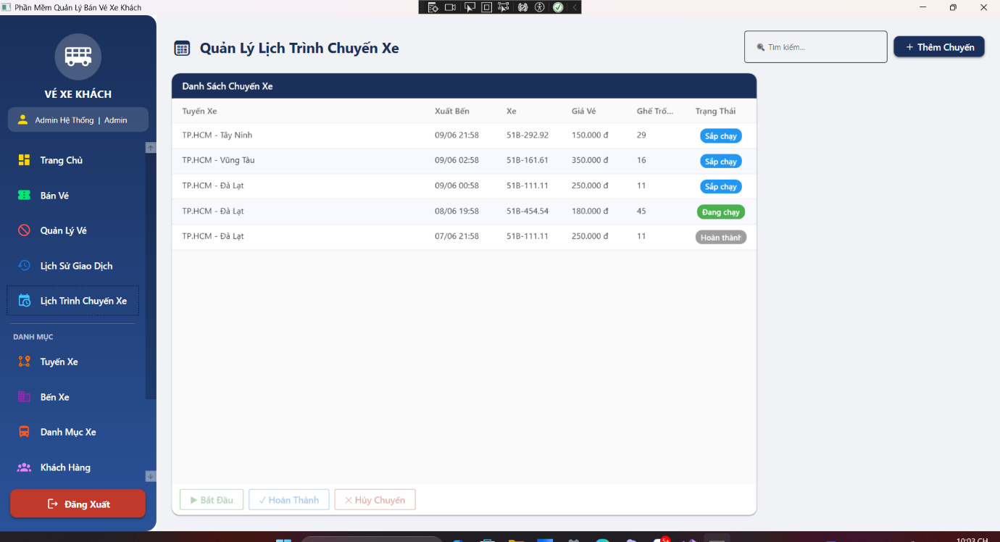 Phần Mềm Quản Lý Bán Vé Xe Khách
VÉ XE KHÁCH
Admin Hệ Thống | Admin
Trang Chủ
Bán Vé
Quản Lý Vé
Lịch Sử Giao Dịch
Lịch Trình Chuyến Xe
DANH MỤC
Tuyến Xe
Bến Xe
Danh Mục Xe
Khách Hàng
Đăng Xuất
Quản Lý Lịch Trình Chuyến Xe
Tìm kiếm...
+ Thêm Chuyến
Danh Sách Chuyến Xe
Tuyến Xe Xuất Bến Xe Giá Vé Ghế Trố... Trạng Thái
TP.HCM - Tây Ninh 09/06 21:58 51B-292.92 150.000 đ 29 Sắp chạy
TP.HCM - Vũng Tàu 09/06 02:58 51B-161.61 350.000 đ 16 Sắp chạy
TP.HCM - Đà Lạt 09/06 00:58 51B-111.11 250.000 đ 11 Sắp chạy
TP.HCM - Đà Lạt 08/06 19:58 51B-454.54 180.000 đ 45 Đang chạy
TP.HCM - Đà Lạt 07/06 21:58 51B-111.11 250.000 đ 11 Hoàn thành
▶ Bắt Đầu ✓ Hoàn Thành ✕ Hủy Chuyến
5+
10:03 CH